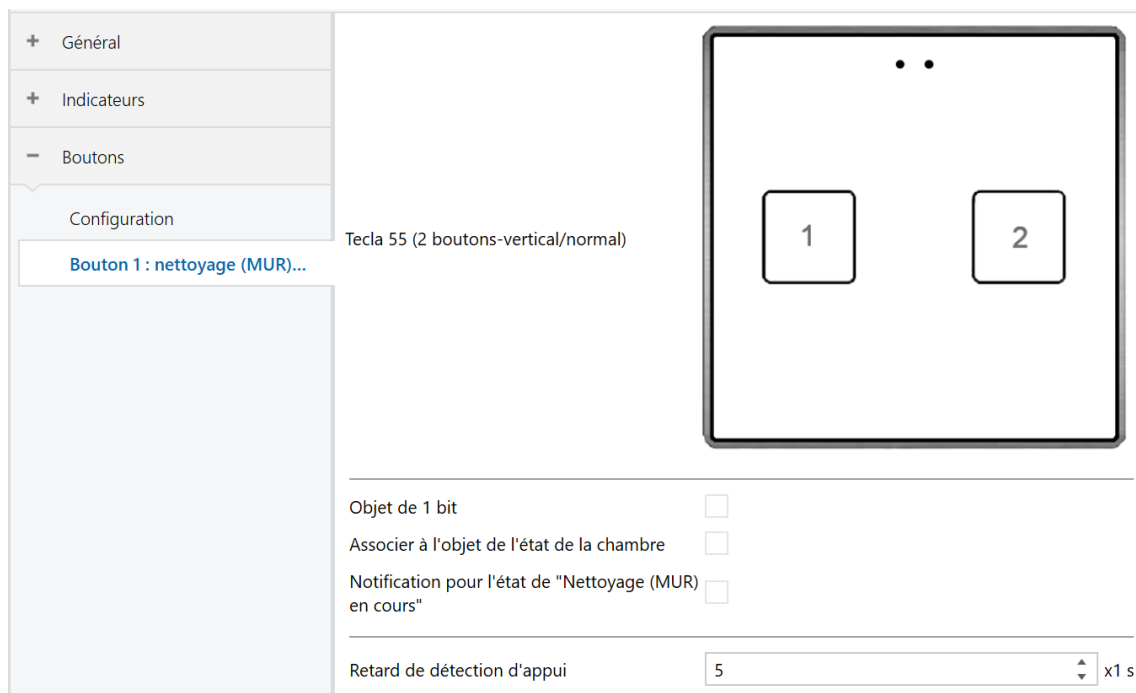 Général
Indicateurs
Boutons
Configuration
Bouton 1 : nettoyage (MUR)...
Tecla 55 (2 boutons-vertical/normal)
1
2
Objet de 1 bit
Associer à l'objet de l'état de la chambre
Notification pour l'état de "Nettoyage (MUR)
en cours"
Retard de détection d'appui
5
x1 s